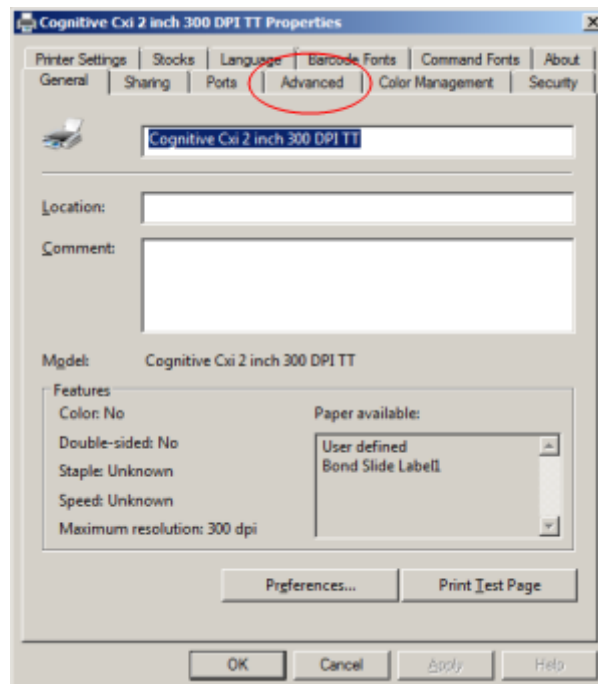 Cognitive Cxi 2 inch 300 DPI TT Properties
Printer Settings Stocks Language Barcode Fonts Command Fonts About
General Sharing Ports Advanced Color Management Security
Cognitive Cxi 2 inch 300 DPI TT
Location:
Comment:
Model: Cognitive Cxi 2 inch 300 DPI TT
Features
Color: No
Paper available:
Double-sided: No
User defined
Staple: Unknown
Bond Slide Label1
Speed: Unknown
Maximum resolution: 300 dpi
Preferences... Print Test Page
OK Cancel Apply Help